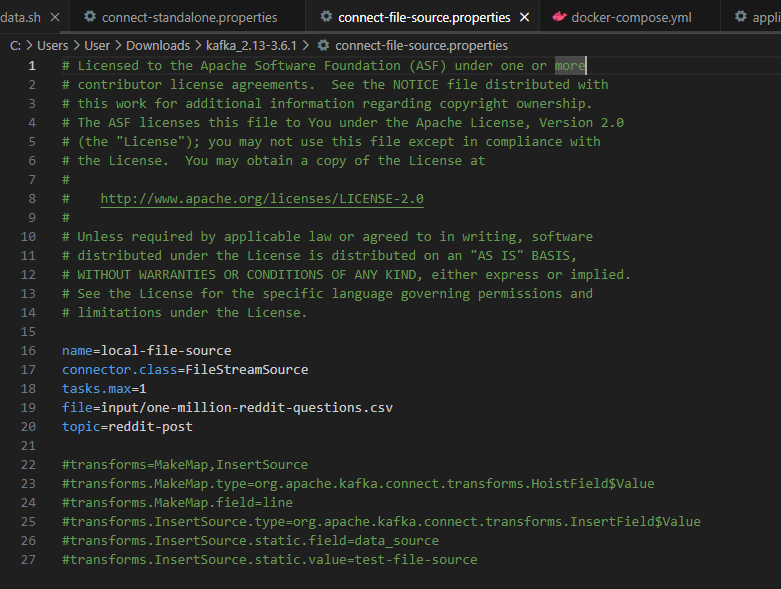 data.sh × connect-standalone.properties connect-file-source.properties × docker-compose.yml appli
C: > Users > User > Downloads > kafka_2.13-3.6.1 > connect-file-source.properties
1 # Licensed to the Apache Software Foundation (ASF) under one or more
2 # contributor license agreements.  See the NOTICE file distributed with
3 # this work for additional information regarding copyright ownership.
4 # The ASF licenses this file to You under the Apache License, Version 2.0
5 # (the "License"); you may not use this file except in compliance with
6 # the License.  You may obtain a copy of the License at
7 #
8 #    http://www.apache.org/licenses/LICENSE-2.0
9 #
10 # Unless required by applicable law or agreed to in writing, software
11 # distributed under the License is distributed on an "AS IS" BASIS,
12 # WITHOUT WARRANTIES OR CONDITIONS OF ANY KIND, either express or implied.
13 # See the License for the specific language governing permissions and
14 # limitations under the License.
15
16 name=local-file-source
17 connector.class=FileStreamSource
18 tasks.max=1
19 file=input/one-million-reddit-questions.csv
20 topic=reddit-post
21
22 #transforms=MakeMap,InsertSource
23 #transforms.MakeMap.type=org.apache.kafka.connect.transforms.HoistField$Value
24 #transforms.MakeMap.field=line
25 #transforms.InsertSource.type=org.apache.kafka.connect.transforms.InsertField$Value
26 #transforms.InsertSource.static.field=data_source
27 #transforms.InsertSource.static.value=test-file-source